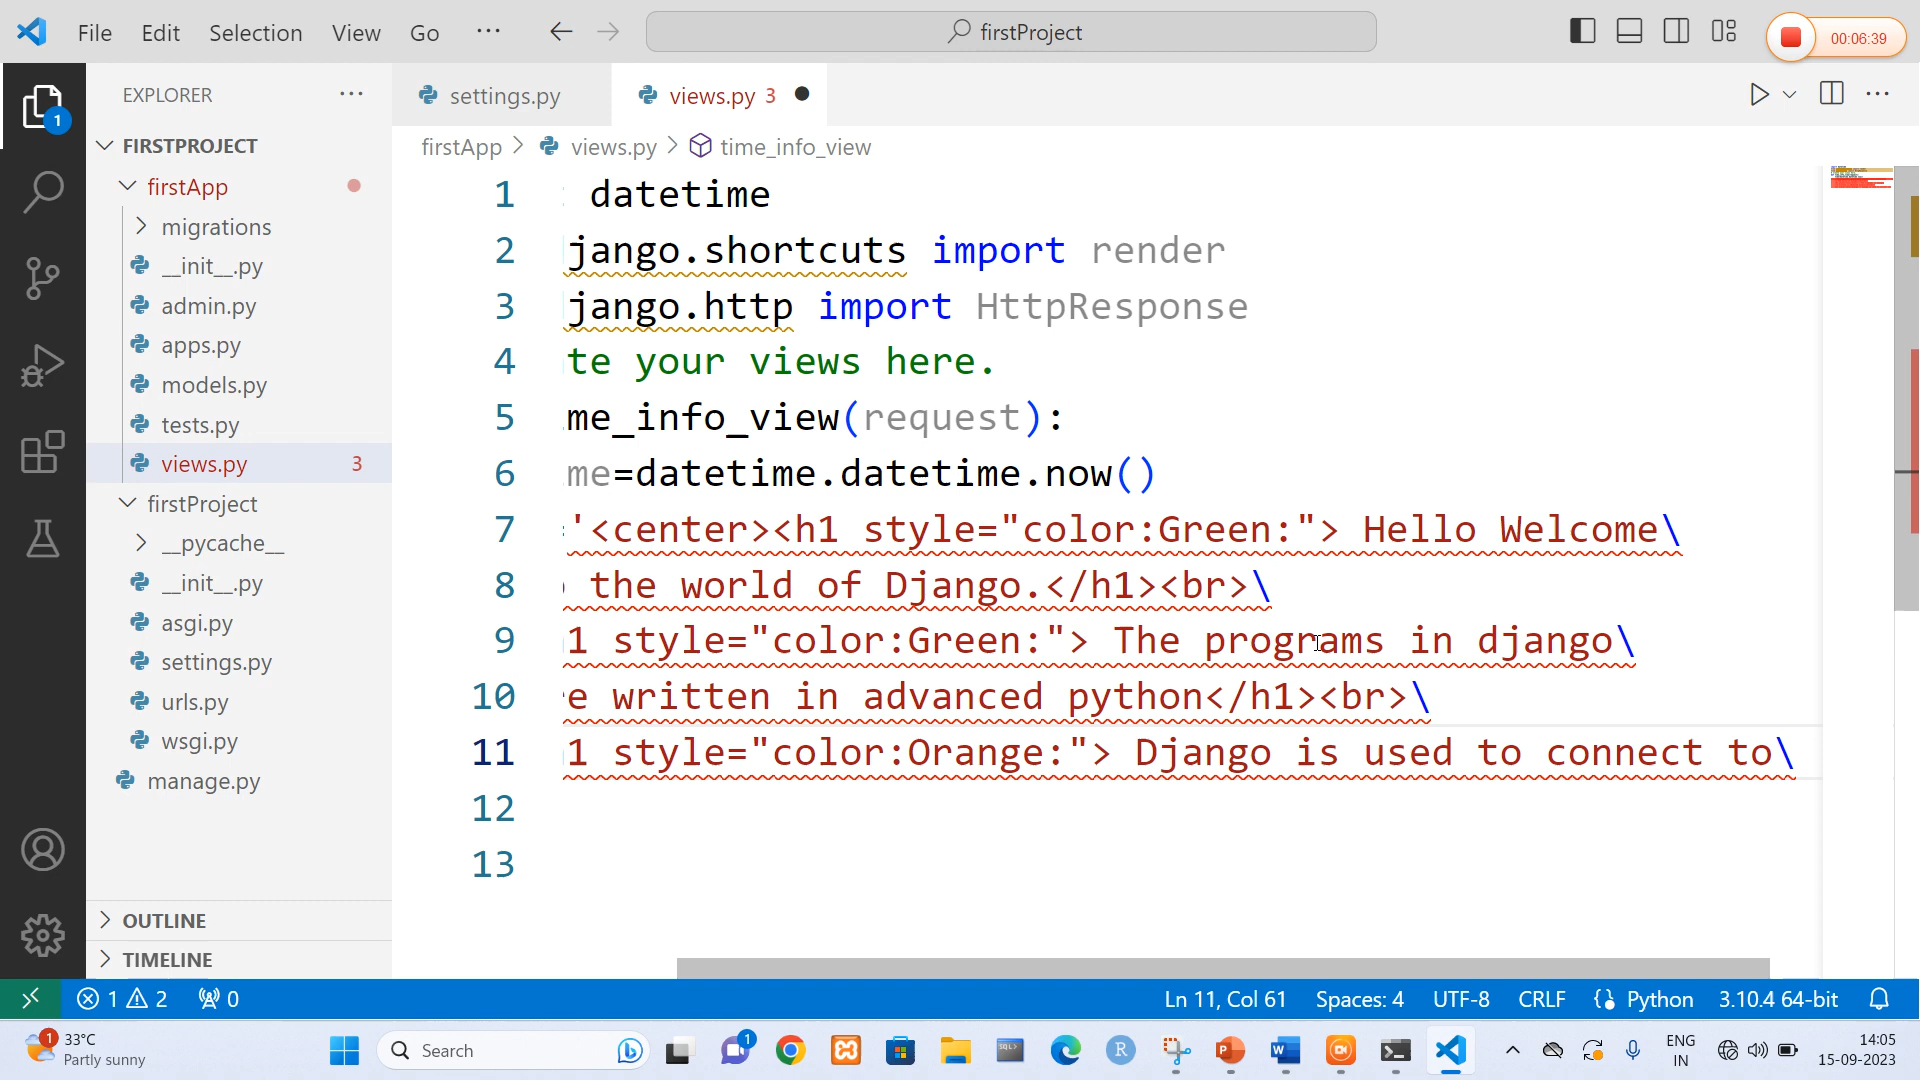 File Edit Selection View Go ··· firstProject
00:06:39
EXPLORER ···
settings.py views.py 3
FIRSTPROJECT
firstApp > views.py > time_info_view
firstApp
migrations
__init__.py
admin.py
apps.py
models.py
tests.py
views.py 3
firstProject
__pycache__
__init__.py
asgi.py
settings.py
urls.py
wsgi.py
manage.py
OUTLINE
TIMELINE
1
1 datetime
2 jango.shortcuts import render
3 jango.http import HttpResponse
4 te your views here.
5 me_info_view(request):
6 me=datetime.datetime.now()
7 '<center><h1 style="color:Green:"> Hello Welcome\
8 the world of Django.</h1><br>\
9 1 style="color:Green:"> The programs in django\
10 e written in advanced python</h1><br>\
11 1 style="color:Orange:"> Django is used to connect to\
12
13
1 2 0
Ln 11, Col 61 Spaces: 4 UTF-8 CRLF Python 3.10.4 64-bit
1 33°C
Partly sunny
Search
1
SQL>
R
P
W
ENG
IN
14:05
15-09-2023